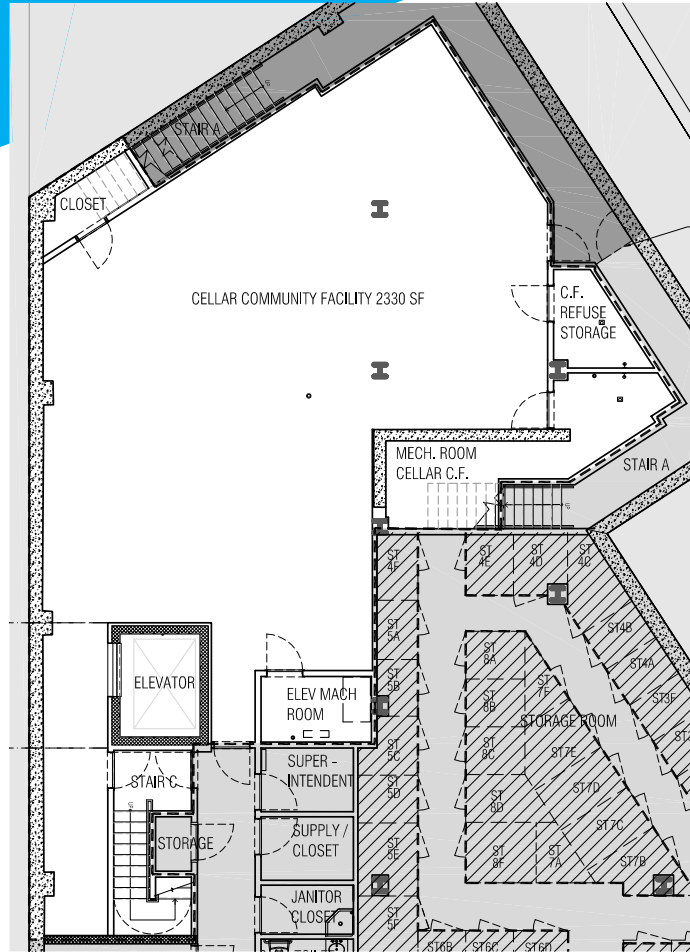 STAIR A
CLOSET
CELLAR COMMUNITY FACILITY 2330 SF
C.F.
REFUSE
STORAGE
MECH. ROOM
CELLAR C.F.
STAIR A
ST
4F
ST
4E
ST
4D
ST
4C
ST4B
ST
5A
ST4A
ST
8A
ST
5B
ST
7F
ST3F
ELEVATOR
ELEV MACH
ROOM
ST
8B
STORAGE ROOM
ST
5C
ST
8C
ST7E
STAIR C
SUPER -
INTENDENT
ST
5D
ST7D
ST
8D
STORAGE
SUPPLY /
CLOSET
ST
5E
ST7C
ST
8F
ST
7A
ST7B
JANITOR
CLOSET
ST
5F
ST6B
ST6C
ST6D